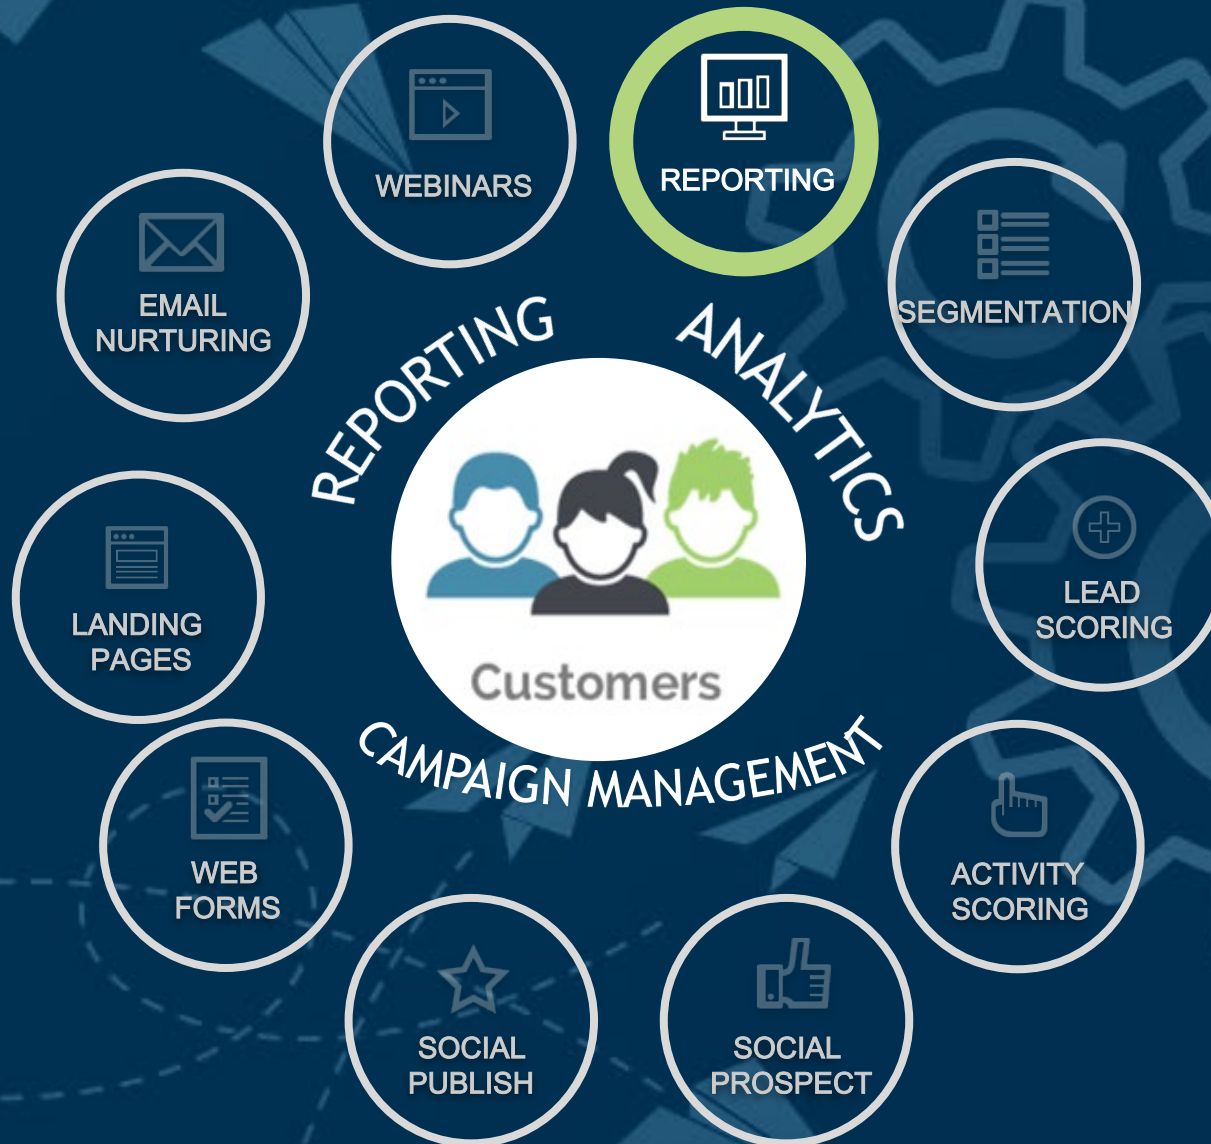 WEBINARS
REPORTING
EMAIL
NURTURING
SEGMENTATION
REPORTING
ANALYTICS
LANDING
PAGES
Customers
LEAD
SCORING
CAMPAIGN MANAGEMENT
WEB
FORMS
ACTIVITY
SCORING
SOCIAL
PUBLISH
SOCIAL
PROSPECT